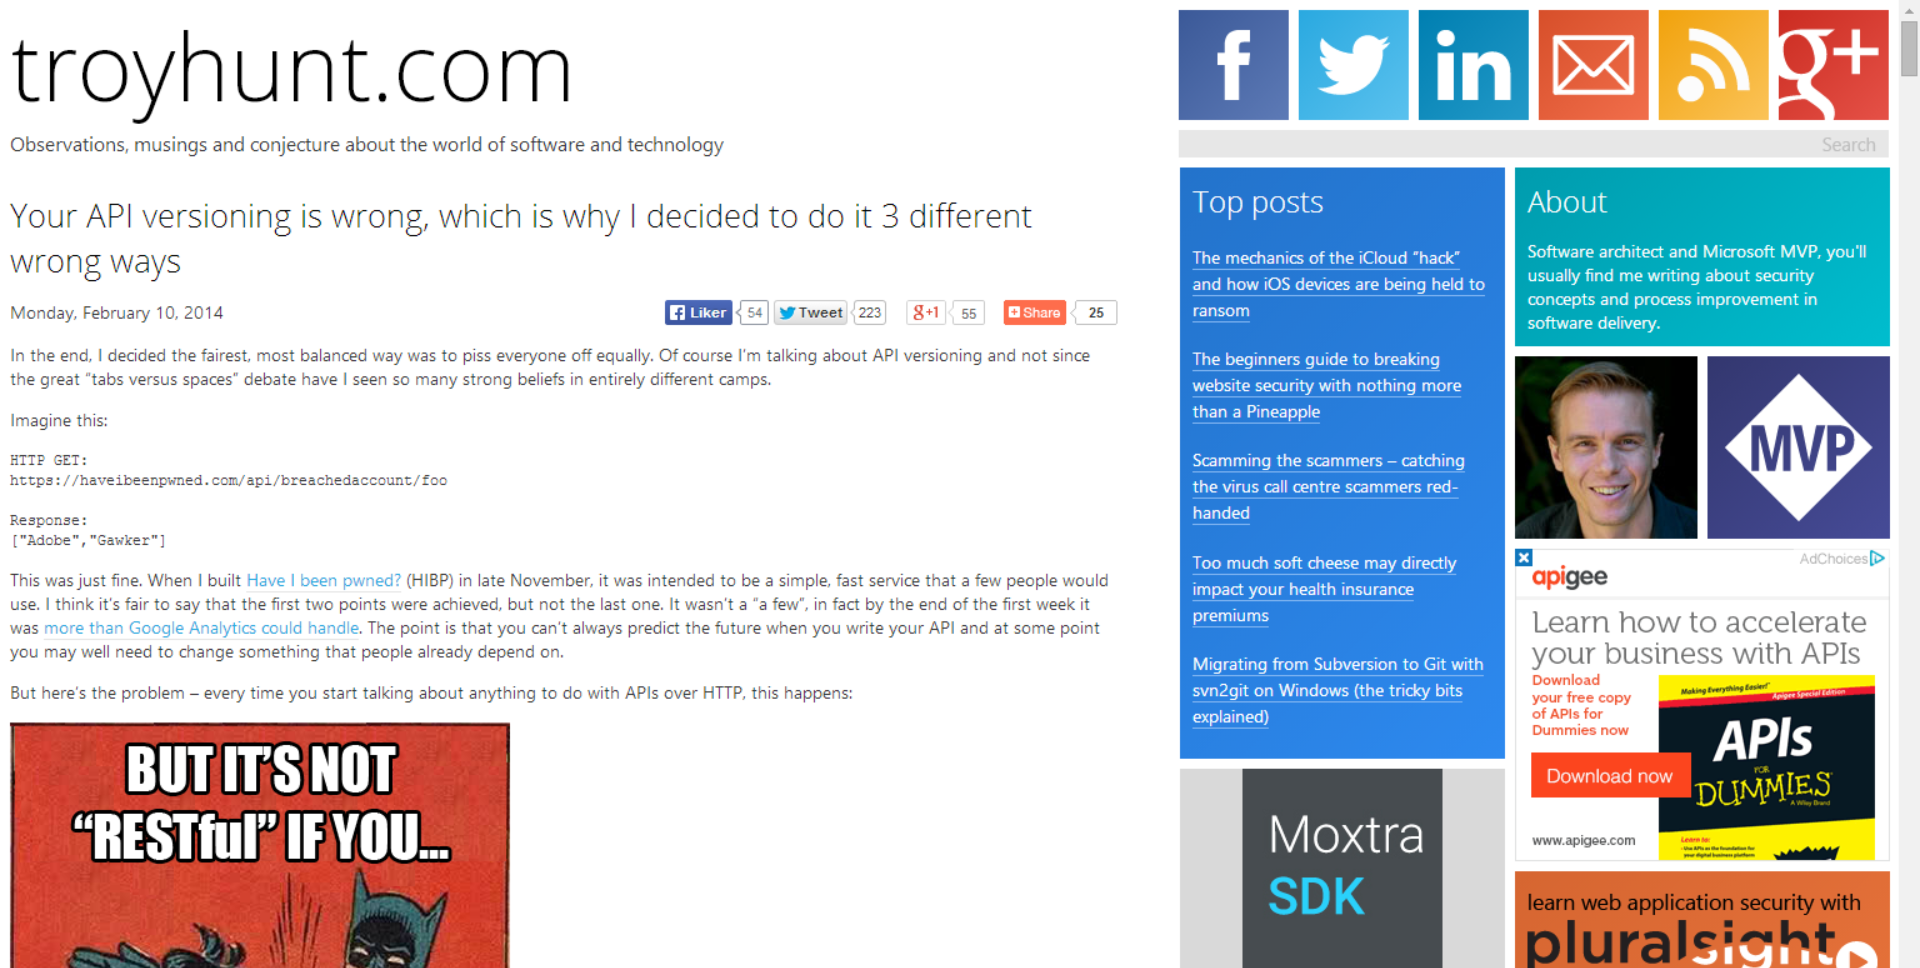 troyhunt.com
Observations, musings and conjecture about the world of software and technology
Your API versioning is wrong, which is why I decided to do it 3 different
wrong ways
Monday, February 10, 2014
Liker 54 Tweet 223 g+1 55 Share 25
In the end, I decided the fairest, most balanced way was to piss everyone off equally. Of course I'm talking about API versioning and not since
the great “tabs versus spaces” debate have I seen so many strong beliefs in entirely different camps.
Imagine this:
HTTP GET:
https://haveibeenpwned.com/api/breachedaccount/foo
Response:
["Adobe","Gawker"]
This was just fine. When I built Have I been pwned? (HIBP) in late November, it was intended to be a simple, fast service that a few people would
use. I think it’s fair to say that the first two points were achieved, but not the last one. It wasn’t a “a few”, in fact by the end of the first week it
was more than Google Analytics could handle. The point is that you can’t always predict the future when you write your API and at some point
you may well need to change something that people already depend on.
But here’s the problem – every time you start talking about anything to do with APIs over HTTP, this happens:
BUT IT'S NOT
“RESTful” IF YOU...
f in g+
Search
Top posts
The mechanics of the iCloud “hack”
and how iOS devices are being held to
ransom
The beginners guide to breaking
website security with nothing more
than a Pineapple
Scamming the scammers – catching
the virus call centre scammers red-
handed
Too much soft cheese may directly
impact your health insurance
premiums
Migrating from Subversion to Git with
svn2git on Windows (the tricky bits
explained)
Moxtra
SDK
About
Software architect and Microsoft MVP, you'll
usually find me writing about security
concepts and process improvement in
software delivery.
MVP
AdChoices
apigee
Learn how to accelerate
your business with APIs
Download
your free copy
of APIs for
Dummies now
Download now
www.apigee.com
Making Everything Easier!
Apigee Special Edition
APIs
FOR
DUMMIES
A Wiley Brand
Learn to:
learn web application security with
pluralsight